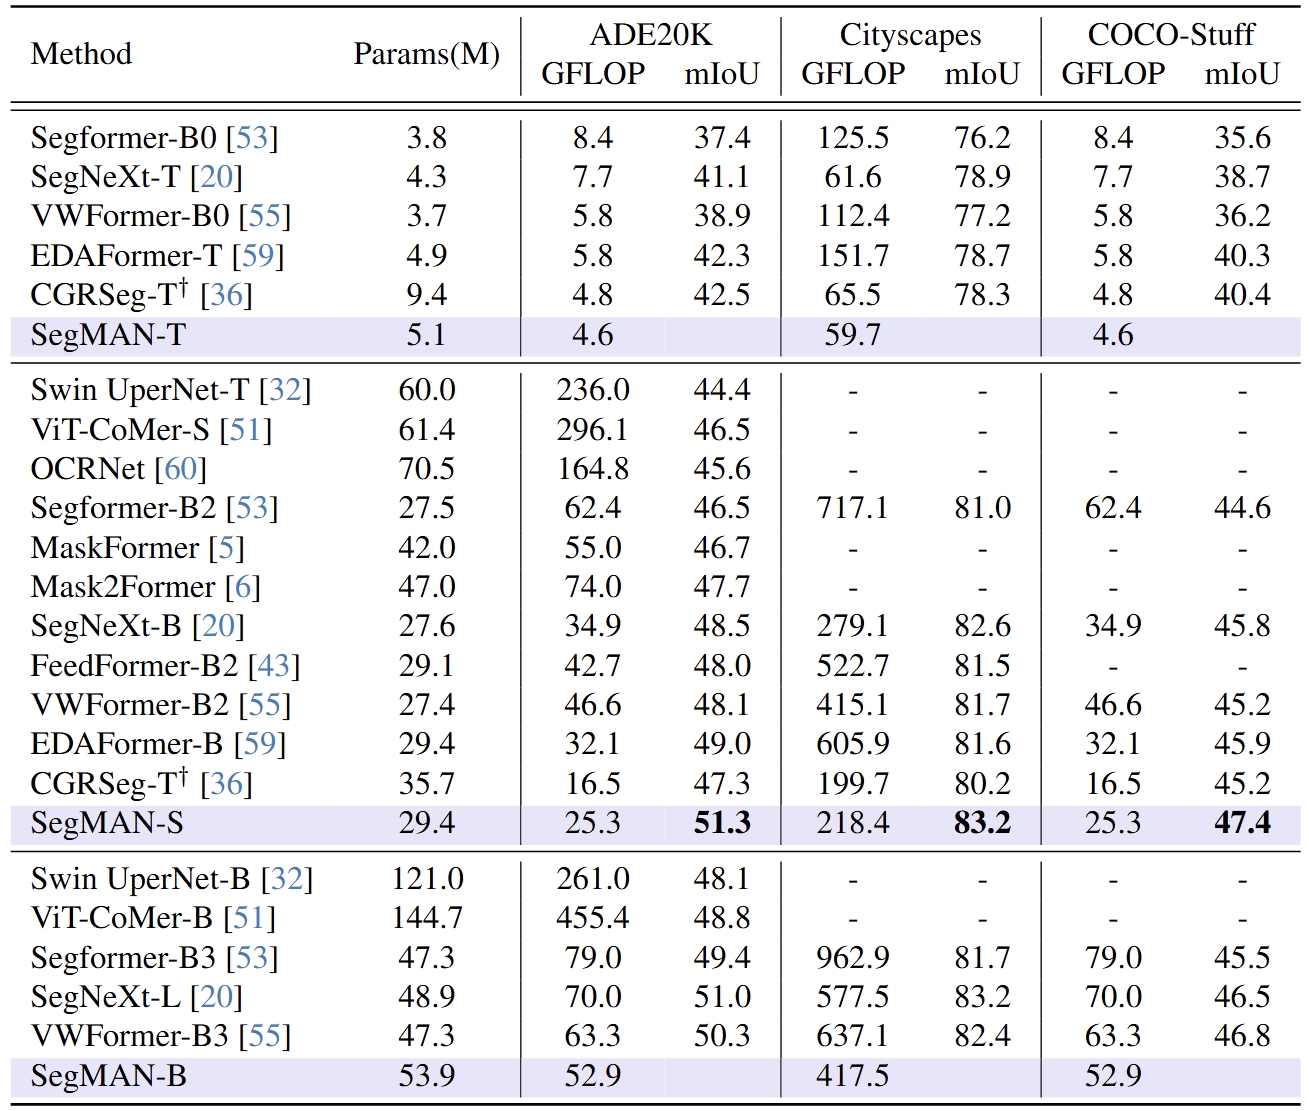 Method Params(M) ADE20K Cityscapes COCO-Stuff
GFLOP mIoU GFLOP mIoU GFLOP mIoU
Segformer-B0 [53] 3.8 8.4 37.4 125.5 76.2 8.4 35.6
SegNeXt-T [20] 4.3 7.7 41.1 61.6 78.9 7.7 38.7
VWFormer-B0 [55] 3.7 5.8 38.9 112.4 77.2 5.8 36.2
EDAFormer-T [59] 4.9 5.8 42.3 151.7 78.7 5.8 40.3
CGRSeg-T† [36] 9.4 4.8 42.5 65.5 78.3 4.8 40.4
SegMAN-T 5.1 4.6 59.7 4.6
Swin UperNet-T [32] 60.0 236.0 44.4 - - - -
ViT-CoMer-S [51] 61.4 296.1 46.5 - - - -
OCRNet [60] 70.5 164.8 45.6 - - - -
Segformer-B2 [53] 27.5 62.4 46.5 717.1 81.0 62.4 44.6
MaskFormer [5] 42.0 55.0 46.7 - - - -
Mask2Former [6] 47.0 74.0 47.7 - - - -
SegNeXt-B [20] 27.6 34.9 48.5 279.1 82.6 34.9 45.8
FeedFormer-B2 [43] 29.1 42.7 48.0 522.7 81.5 - -
VWFormer-B2 [55] 27.4 46.6 48.1 415.1 81.7 46.6 45.2
EDAFormer-B [59] 29.4 32.1 49.0 605.9 81.6 32.1 45.9
CGRSeg-T† [36] 35.7 16.5 47.3 199.7 80.2 16.5 45.2
SegMAN-S 29.4 25.3 51.3 218.4 83.2 25.3 47.4
Swin UperNet-B [32] 121.0 261.0 48.1 - - - -
ViT-CoMer-B [51] 144.7 455.4 48.8 - - - -
Segformer-B3 [53] 47.3 79.0 49.4 962.9 81.7 79.0 45.5
SegNeXt-L [20] 48.9 70.0 51.0 577.5 83.2 70.0 46.5
VWFormer-B3 [55] 47.3 63.3 50.3 637.1 82.4 63.3 46.8
SegMAN-B 53.9 52.9 417.5 52.9